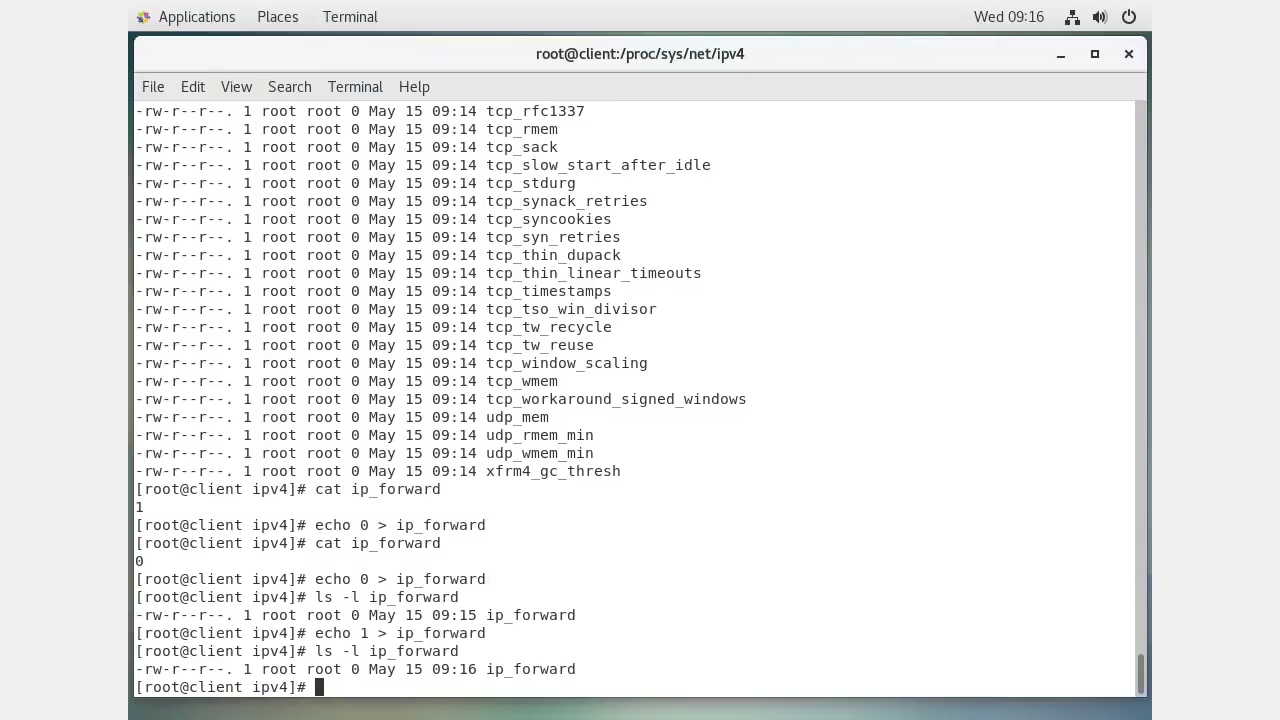 Applications Places Terminal Wed 09:16
root@client:/proc/sys/net/ipv4
File Edit View Search Terminal Help
-rw-r--r--. 1 root root 0 May 15 09:14 tcp_rfc1337
-rw-r--r--. 1 root root 0 May 15 09:14 tcp_rmem
-rw-r--r--. 1 root root 0 May 15 09:14 tcp_sack
-rw-r--r--. 1 root root 0 May 15 09:14 tcp_slow_start_after_idle
-rw-r--r--. 1 root root 0 May 15 09:14 tcp_stdurg
-rw-r--r--. 1 root root 0 May 15 09:14 tcp_synack_retries
-rw-r--r--. 1 root root 0 May 15 09:14 tcp_syncookies
-rw-r--r--. 1 root root 0 May 15 09:14 tcp_syn_retries
-rw-r--r--. 1 root root 0 May 15 09:14 tcp_thin_dupack
-rw-r--r--. 1 root root 0 May 15 09:14 tcp_thin_linear_timeouts
-rw-r--r--. 1 root root 0 May 15 09:14 tcp_timestamps
-rw-r--r--. 1 root root 0 May 15 09:14 tcp_tso_win_divisor
-rw-r--r--. 1 root root 0 May 15 09:14 tcp_tw_recycle
-rw-r--r--. 1 root root 0 May 15 09:14 tcp_tw_reuse
-rw-r--r--. 1 root root 0 May 15 09:14 tcp_window_scaling
-rw-r--r--. 1 root root 0 May 15 09:14 tcp_wmem
-rw-r--r--. 1 root root 0 May 15 09:14 tcp_workaround_signed_windows
-rw-r--r--. 1 root root 0 May 15 09:14 udp_mem
-rw-r--r--. 1 root root 0 May 15 09:14 udp_rmem_min
-rw-r--r--. 1 root root 0 May 15 09:14 udp_wmem_min
-rw-r--r--. 1 root root 0 May 15 09:14 xfrm4_gc_thresh
[root@client ipv4]# cat ip_forward
1
[root@client ipv4]# echo 0 > ip_forward
[root@client ipv4]# cat ip_forward
0
[root@client ipv4]# echo 0 > ip_forward
[root@client ipv4]# ls -l ip_forward
-rw-r--r--. 1 root root 0 May 15 09:15 ip_forward
[root@client ipv4]# echo 1 > ip_forward
[root@client ipv4]# ls -l ip_forward
-rw-r--r--. 1 root root 0 May 15 09:16 ip_forward
[root@client ipv4]#